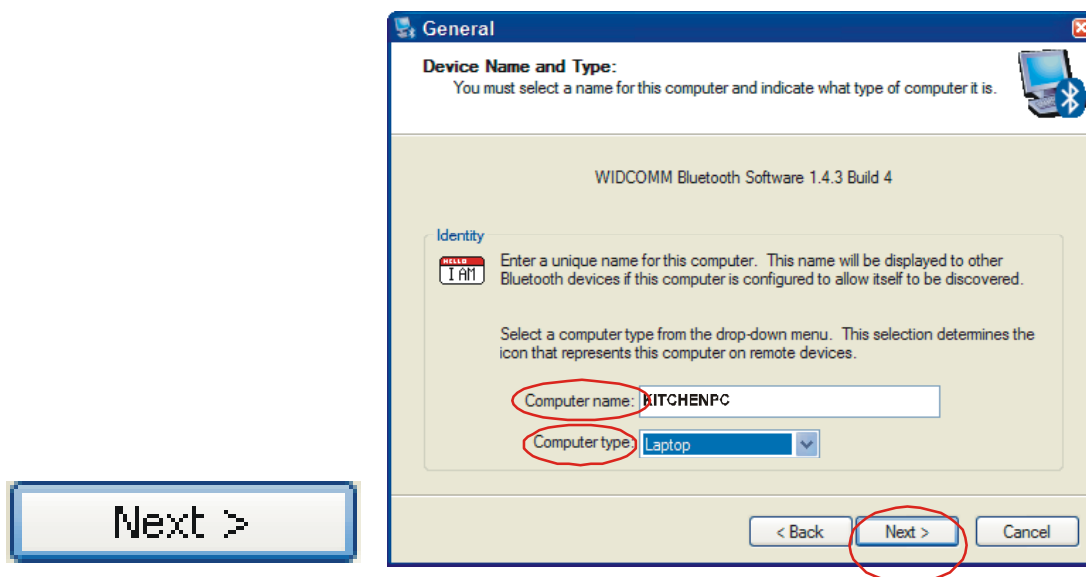 General
Device Name and Type:
You must select a name for this computer and indicate what type of computer it is.
WIDCOMM Bluetooth Software 1.4.3 Build 4
Identity
HELLO
I AM
Enter a unique name for this computer. This name will be displayed to other
Bluetooth devices if this computer is configured to allow itself to be discovered.
Select a computer type from the drop-down menu. This selection determines the
icon that represents this computer on remote devices.
Computer name: KITCHENPC
Computer type: Laptop
< Back Next > Cancel
Next >